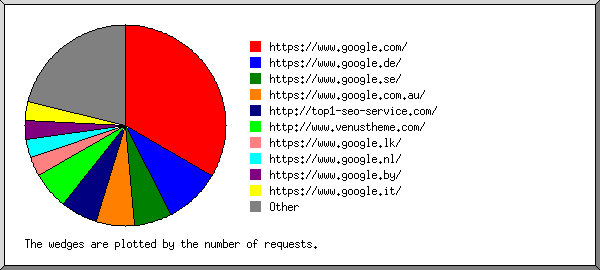 https://www.google.com/
https://www.google.de/
https://www.google.se/
https://www.google.com.au/
http://top1-seo-service.com/
http://www.venustheme.com/
https://www.google.lk/
https://www.google.nl/
https://www.google.by/
https://www.google.it/
Other
The wedges are plotted by the number of requests.